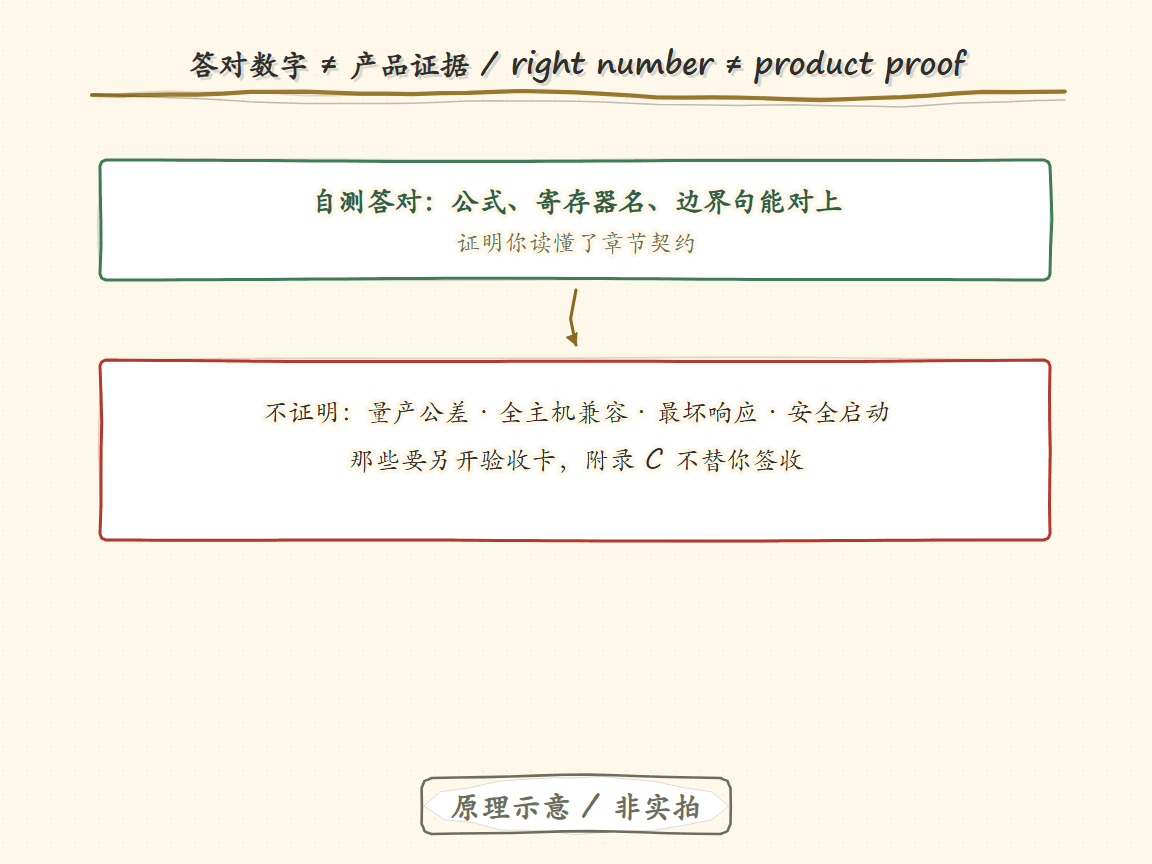 答对数字 ≠ 产品证据 / right number ≠ product proof
自测答对：公式、寄存器名、边界句能对上
证明你读懂了章节契约
不证明：量产公差 · 全主机兼容 · 最坏响应 · 安全启动
那些要另开验收卡，附录 C 不替你签收
原理示意 / 非实拍